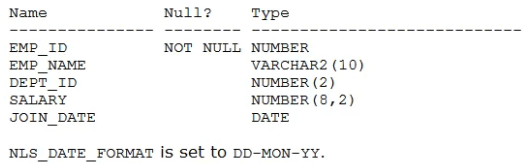 Name Null? Type
--------------- -------- ----------------------------
EMP_ID NOT NULL NUMBER
EMP_NAME VARCHAR2(10)
DEPT_ID NUMBER(2)
SALARY NUMBER(8,2)
JOIN_DATE DATE
NLS_DATE_FORMAT is set to DD-MON-YY.